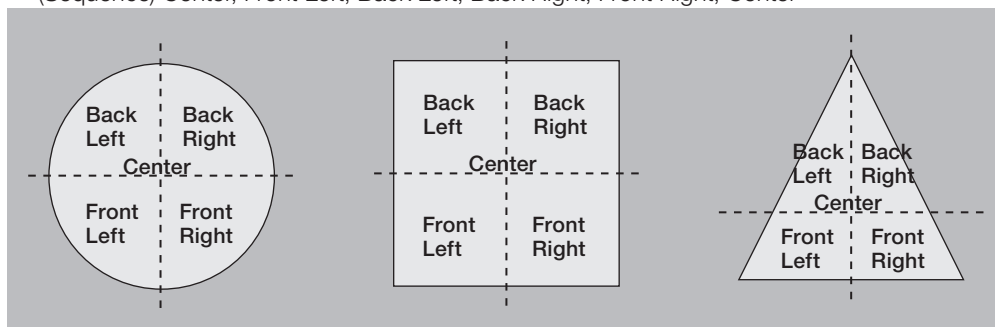 (Sequence) Center, Front Left, Back Left, Back Right, Front Right, Center
Back
Left
Back
Right
Center
Front
Left
Front
Right
Back
Left
Back
Right
Center
Front
Left
Front
Right
Back
Left
Back
Right
Center
Front
Left
Front
Right